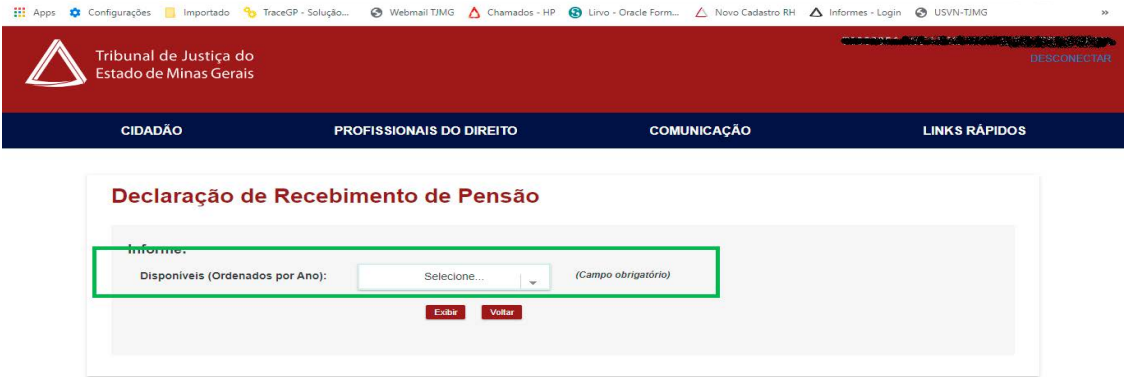 Apps Configurações Importado TraceGP - Solução... Webmail TJMG Chamados - HP Lirvo - Oracle Form... Novo Cadastro RH Informes - Login USVN-TJMG »
Tribunal de Justiça do
Estado de Minas Gerais
DESCONECTAR
CIDADÃO PROFISSIONAIS DO DIREITO COMUNICAÇÃO LINKS RÁPIDOS
Declaração de Recebimento de Pensão
Informe:
Disponíveis (Ordenados por Ano): Selecione... (Campo obrigatório)
Exibir Voltar